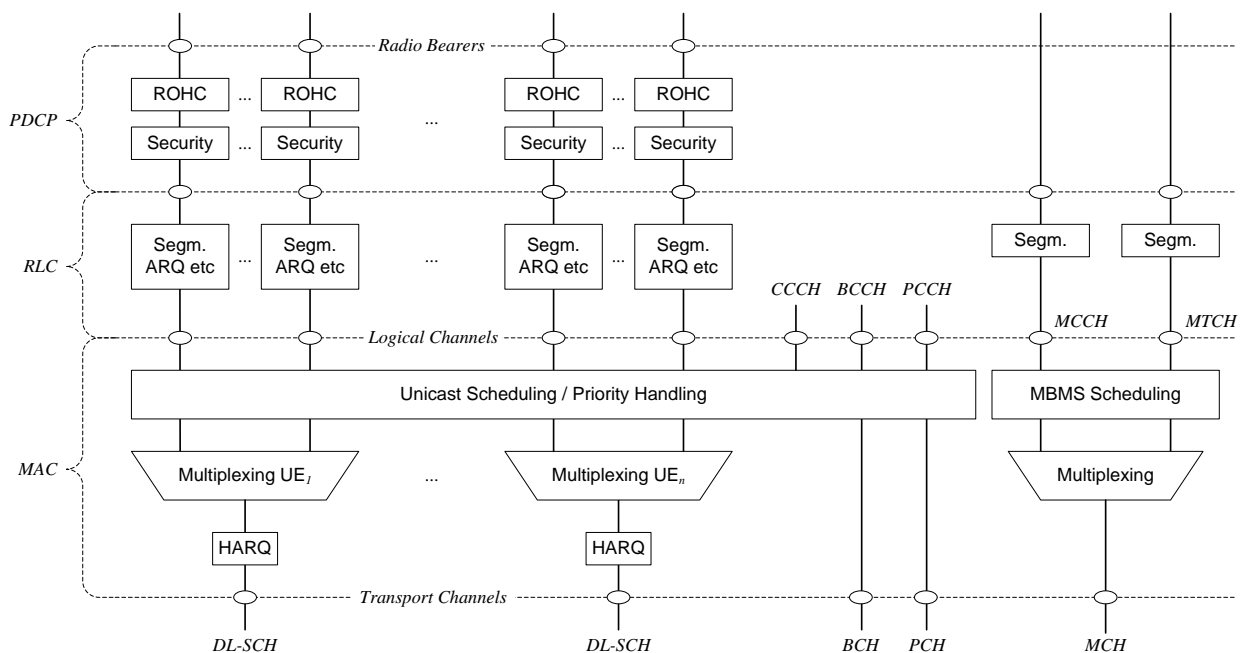 Radio Bearers
ROHC ... ROHC ROHC ... ROHC
PDCP ...
Security ... Security Security ... Security
Segm. ARQ etc ... Segm. ARQ etc ... Segm. ARQ etc ... Segm. ARQ etc Segm. Segm.
RLC
CCCH BCCH PCCH
Logical Channels MCCH MTCH
Unicast Scheduling / Priority Handling MBMS Scheduling
MAC Multiplexing UE1 ... Multiplexing UEn Multiplexing
HARQ HARQ
Transport Channels
DL-SCH DL-SCH BCH PCH MCH